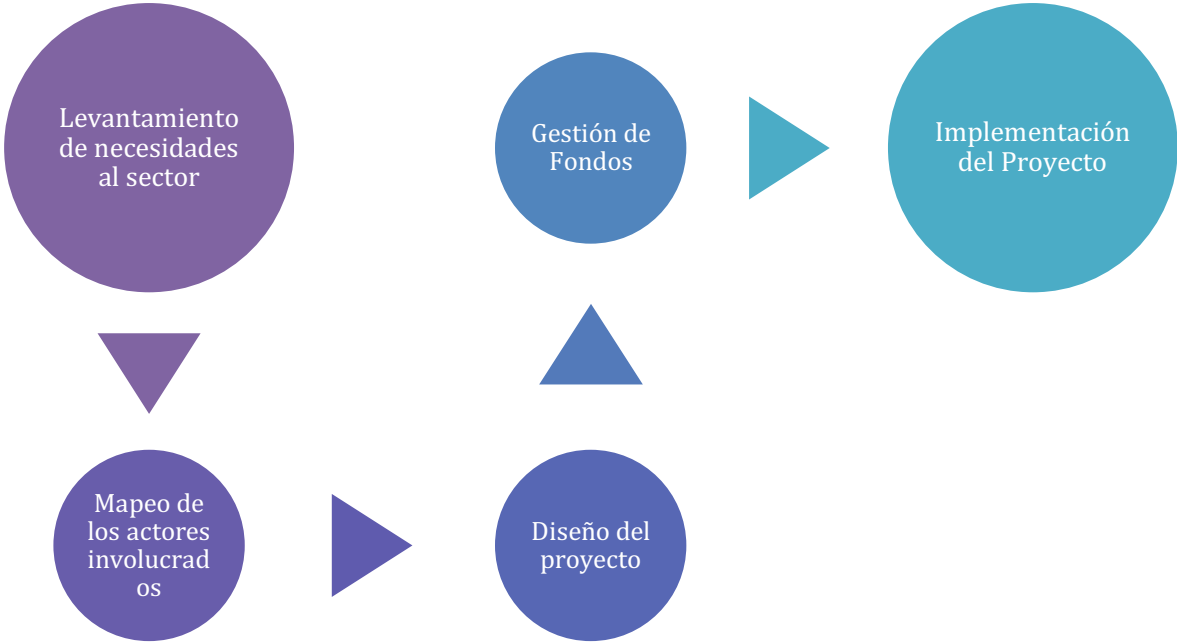 Levantamiento
de necesidades
al sector
Mapeo de
los actores
involucrad
os
Diseño del
proyecto
Gestión de
Fondos
Implementación
del Proyecto